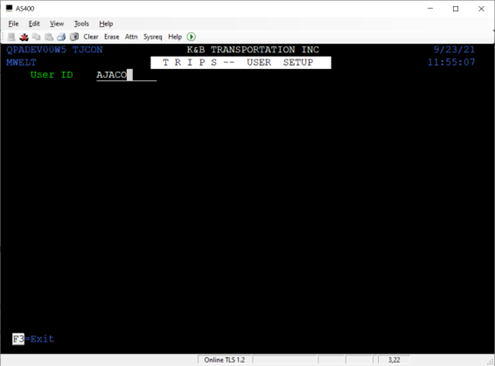 AS400
File Edit View Tools Help
Clear Erase Attn Sysreq Help
QPADEV00W5 TJCON K&B TRANSPORTATION INC 9/23/21
MWELT T R I P S -- USER SETUP 11:55:07
User ID AJACO
F3=Exit
Online TLS 1.2 3,22